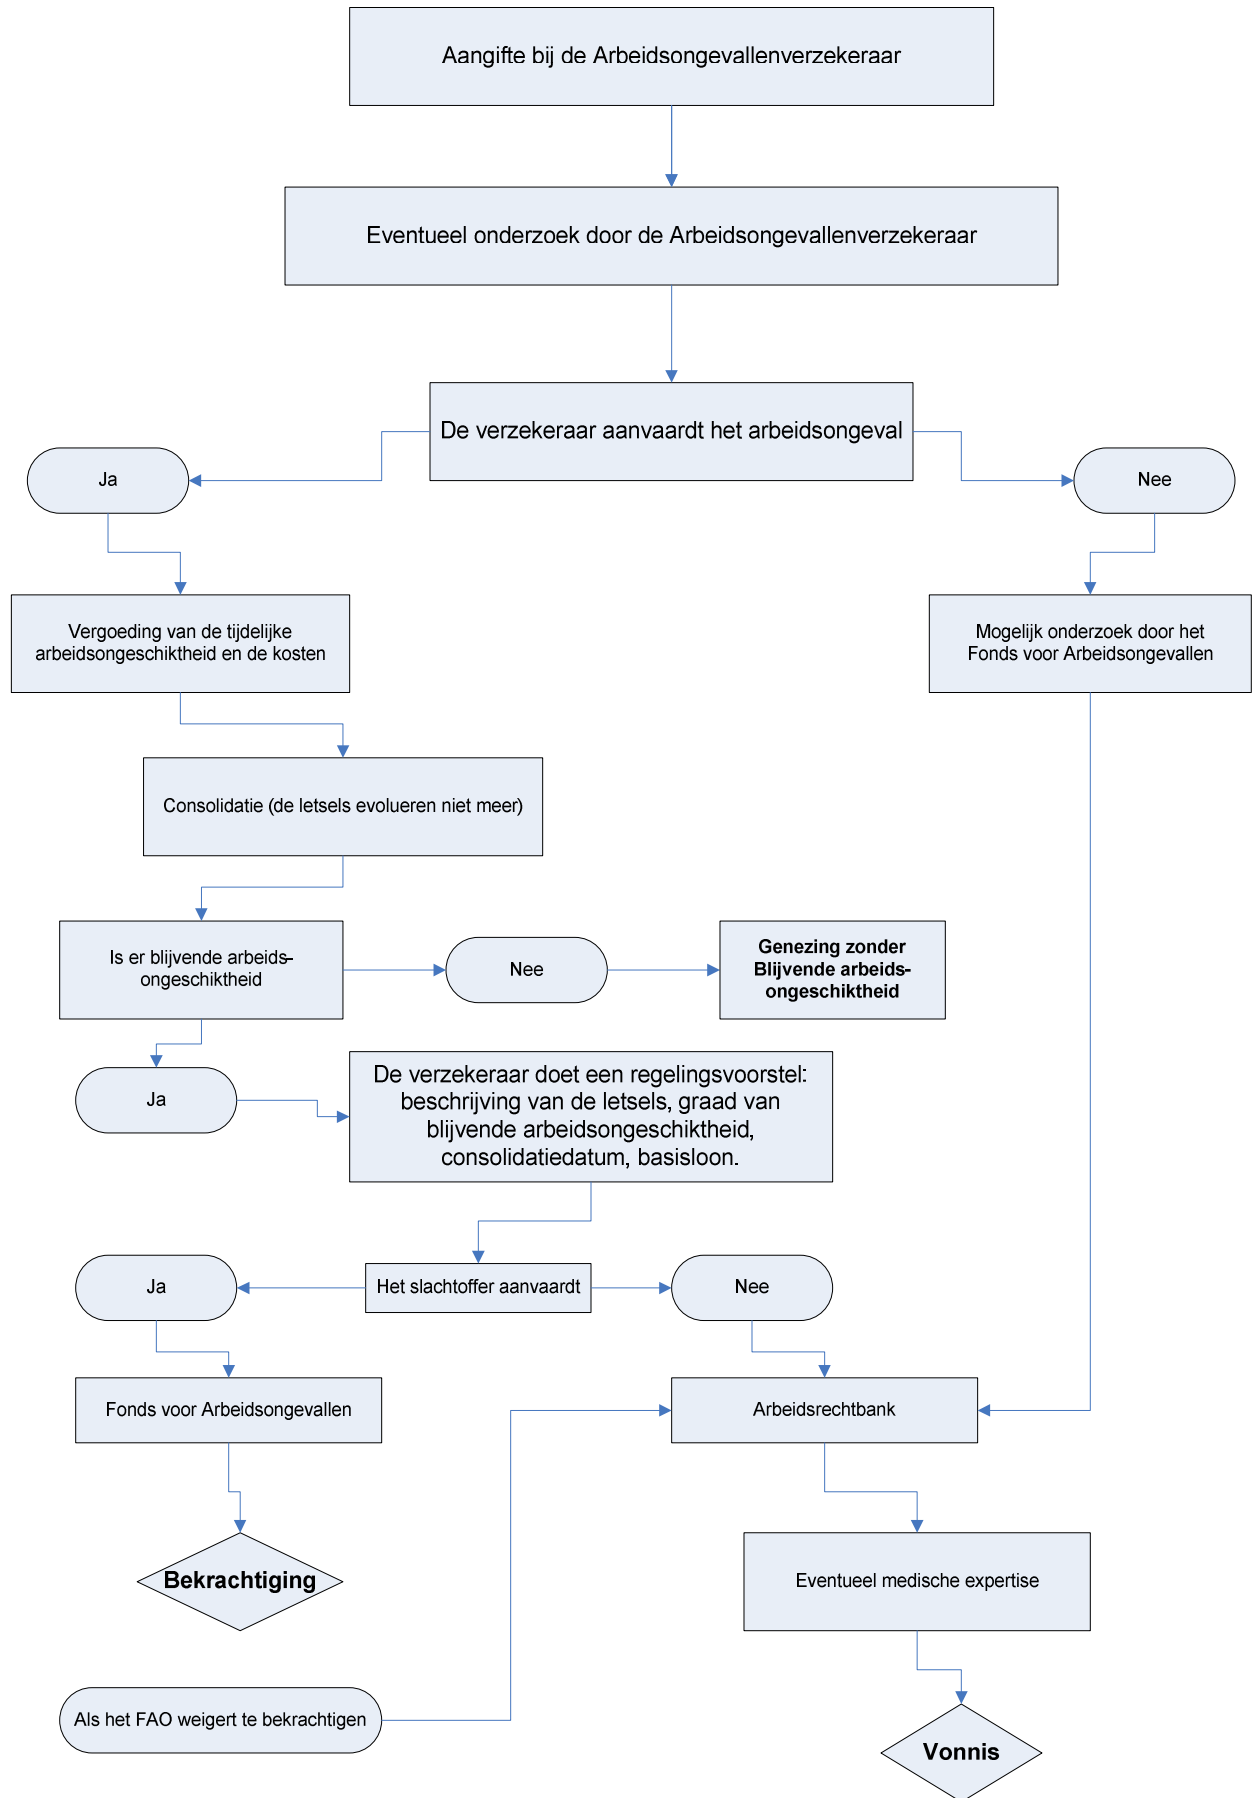 Aangifte bij de Arbeidsongevallenverzekeraar
Eventueel onderzoek door de Arbeidsongevallenverzekeraar
De verzekeraar aanvaardt het arbeidsongeval
Ja
Nee
Vergoeding van de tijdelijke
arbeidsongeschiktheid en de kosten
Mogelijk onderzoek door het
Fonds voor Arbeidsongevallen
Consolidatie (de letsels evolueren niet meer)
Is er blijvende arbeids–
ongeschiktheid
Nee
Genezing zonder
Blijvende arbeids-
ongeschiktheid
Ja
De verzekeraar doet een regelingsvoorstel:
beschrijving van de letsels, graad van
blijvende arbeidsongeschiktheid,
consolidatiedatum, basisloon.
Ja
Het slachtoffer aanvaardt
Nee
Fonds voor Arbeidsongevallen
Arbeidsrechtbank
Bekrachtiging
Eventueel medische expertise
Als het FAO weigert te bekrachtigen
Vonnis